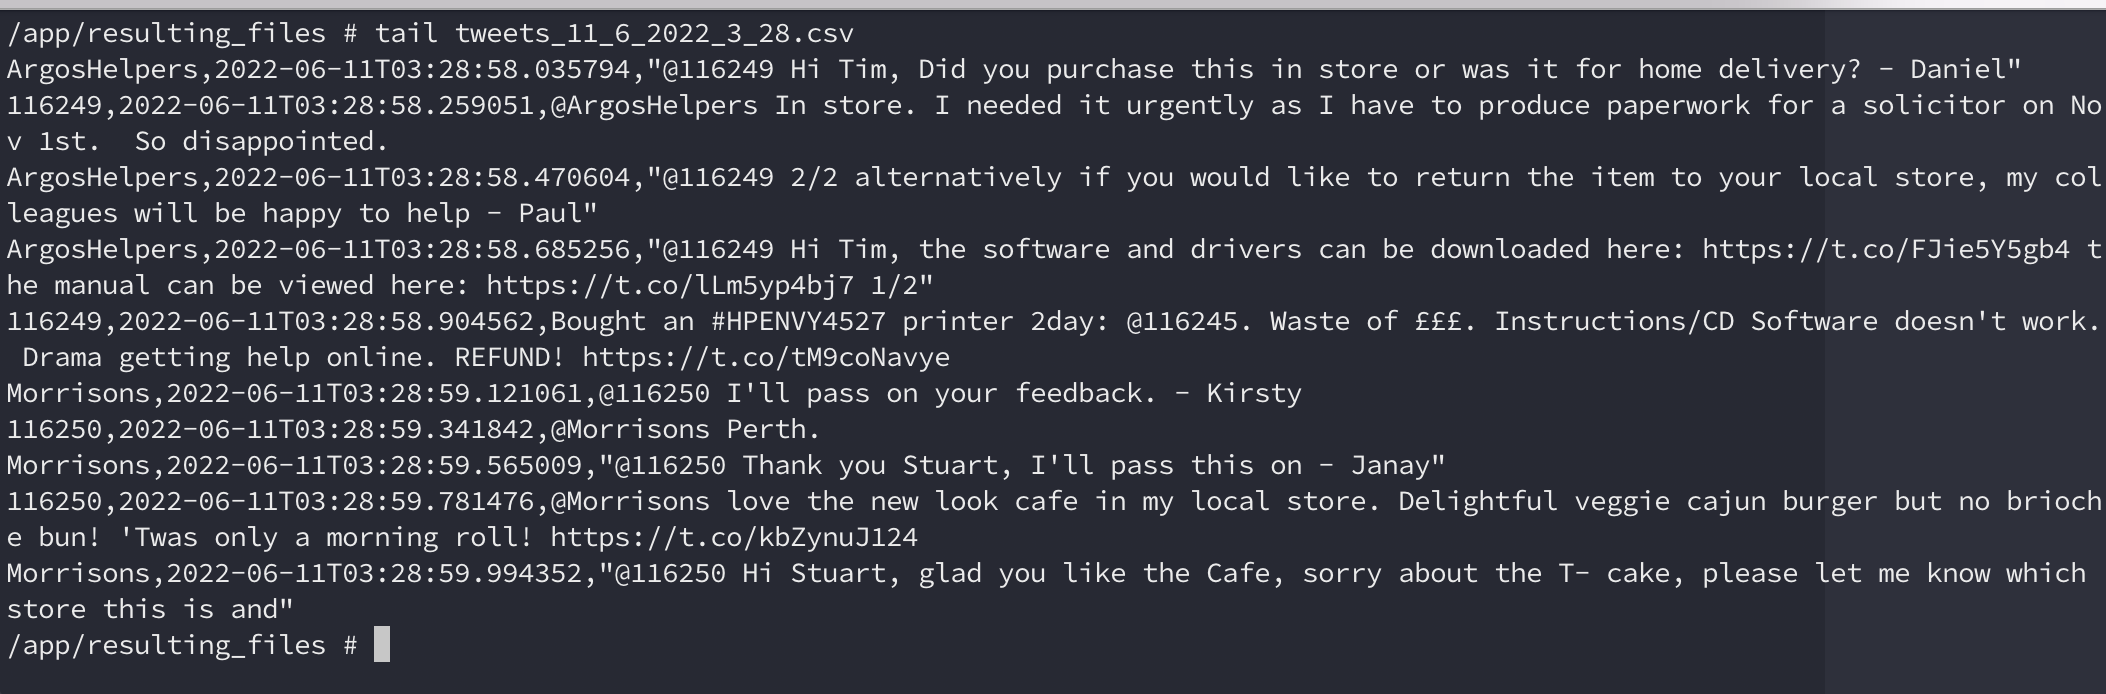 /app/resulting_files # tail tweets_11_6_2022_3_28.csv
ArgosHelpers,2022-06-11T03:28:58.035794,"@116249 Hi Tim, Did you purchase this in store or was it for home delivery? - Daniel"
116249,2022-06-11T03:28:58.259051,@ArgosHelpers In store. I needed it urgently as I have to produce paperwork for a solicitor on No
v 1st.  So disappointed.
ArgosHelpers,2022-06-11T03:28:58.470604,"@116249 2/2 alternatively if you would like to return the item to your local store, my col
leagues will be happy to help - Paul"
ArgosHelpers,2022-06-11T03:28:58.685256,"@116249 Hi Tim, the software and drivers can be downloaded here: https://t.co/FJie5Y5gb4 t
he manual can be viewed here: https://t.co/lLm5yp4bj7 1/2"
116249,2022-06-11T03:28:58.904562,Bought an #HPENVY4527 printer 2day: @116245. Waste of £££. Instructions/CD Software doesn't work.
 Drama getting help online. REFUND! https://t.co/tM9coNavye
Morrisons,2022-06-11T03:28:59.121061,@116250 I'll pass on your feedback. - Kirsty
116250,2022-06-11T03:28:59.341842,@Morrisons Perth.
Morrisons,2022-06-11T03:28:59.565009,"@116250 Thank you Stuart, I'll pass this on - Janay"
116250,2022-06-11T03:28:59.781476,@Morrisons love the new look cafe in my local store. Delightful veggie cajun burger but no brioch
e bun! 'Twas only a morning roll! https://t.co/kbZynuJ124
Morrisons,2022-06-11T03:28:59.994352,"@116250 Hi Stuart, glad you like the Cafe, sorry about the T- cake, please let me know which
store this is and"
/app/resulting_files #